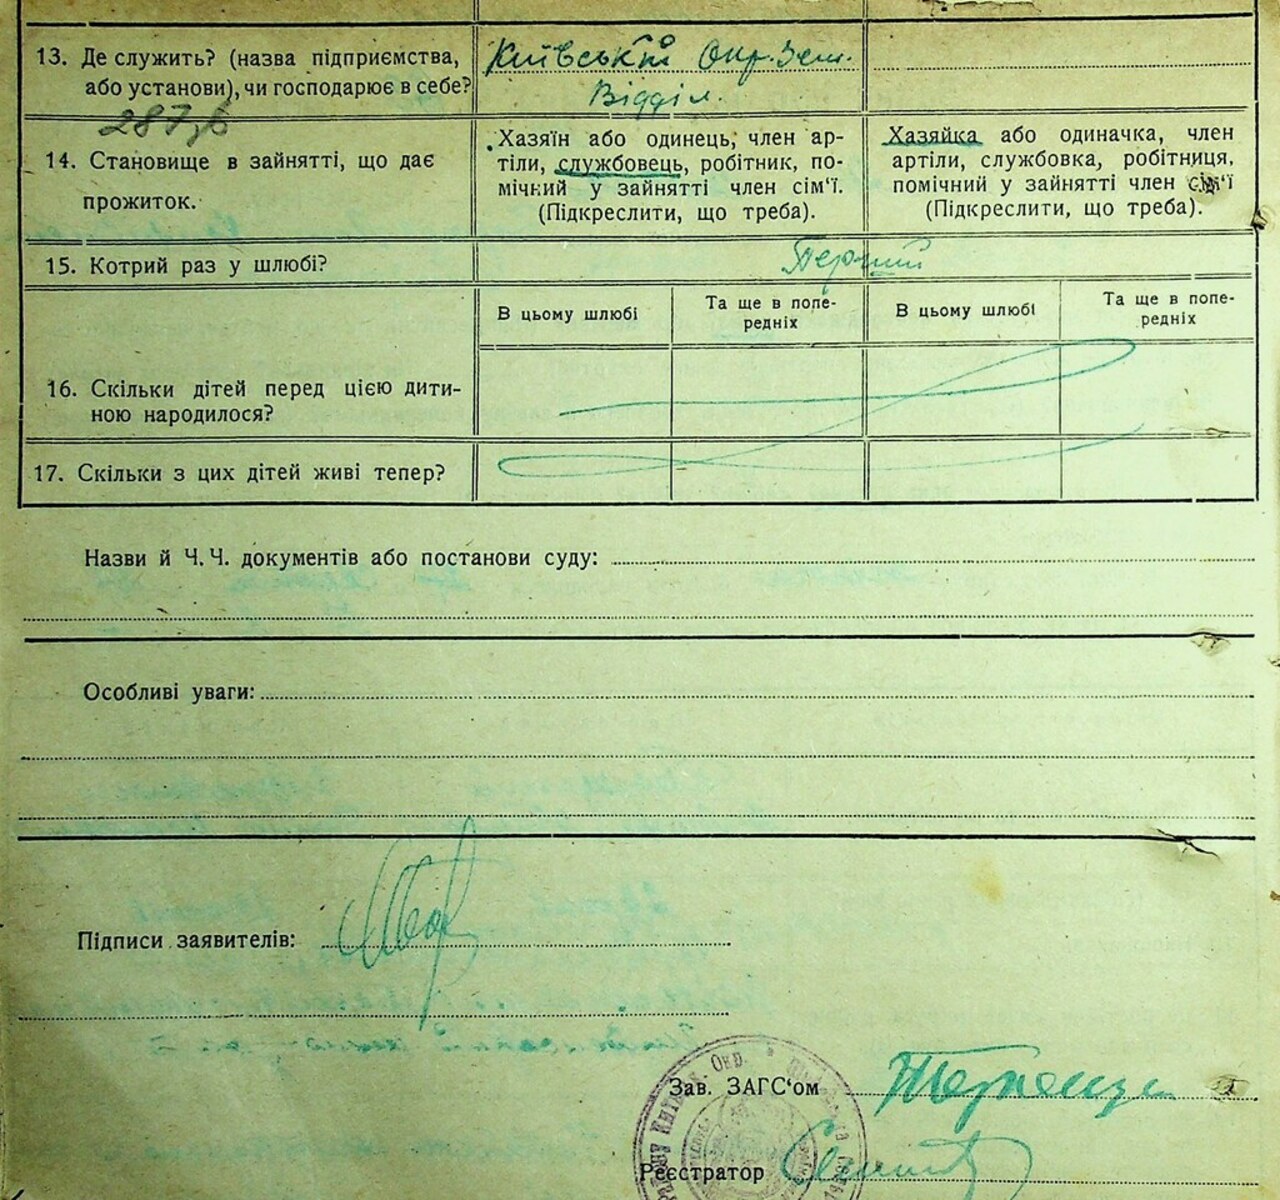 13. Де служить? (назва підприємства,
або установи), чи господарює в себе?
Київський Окр. Зем.
Відділ.
14. Становище в зайнятті, що дає
прожиток.
Хазяїн або одинець, член ар-
тіли, службовець, робітник, по-
мічний у зайнятті член сім'ї.
(Підкреслити, що треба).
Хазяйка або одиначка, член
артіли, службовка, робітниця,
помічний у зайнятті член сім'ї
(Підкреслити, що треба).
15. Котрий раз у шлюбі?
Перший
В цьому шлюбі
Та ще в попе-
редніх
В цьому шлюбі
Та ще в попе-
редніх
16. Скільки дітей перед цією дити-
ною народилося?
17. Скільки з цих дітей живі тепер?
Назви й Ч. Ч. документів або постанови суду:
Особливі уваги:
Підписи заявителів:
Зав. ЗАГС'ом
Реєстратор